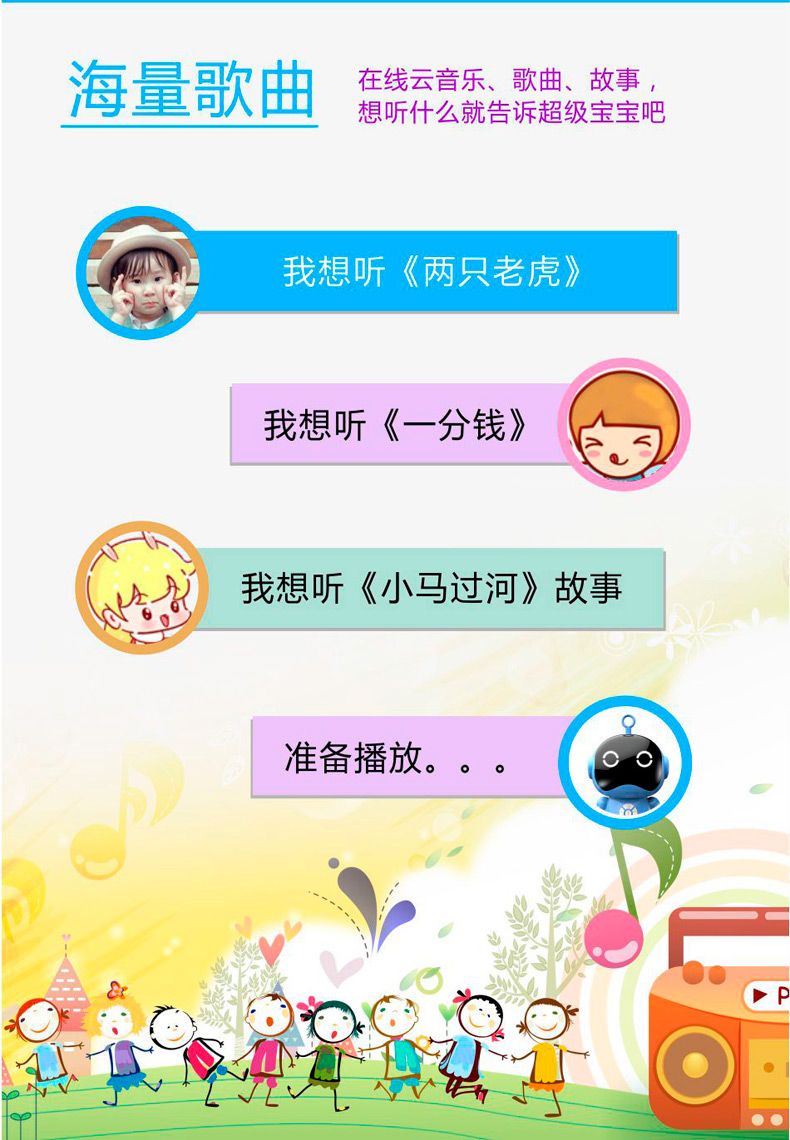 海量歌曲
在线云音乐、歌曲、故事，
想听什么就告诉超级宝宝吧
我想听《两只老虎》
我想听《一分钱》
我想听《小马过河》故事
准备播放。。。
P